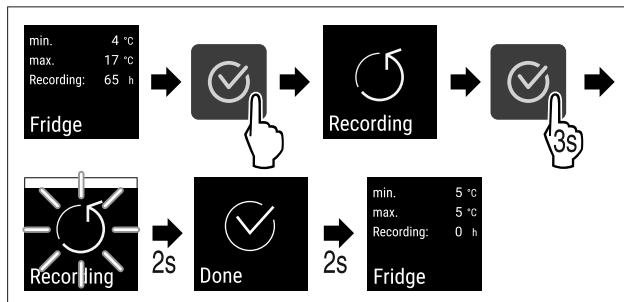 min. 4 °C
max. 17 °C
Recording: 65 h
Fridge
Recording
3s
Recording
2s
Done
2s
min. 5 °C
max. 5 °C
Recording: 0 h
Fridge